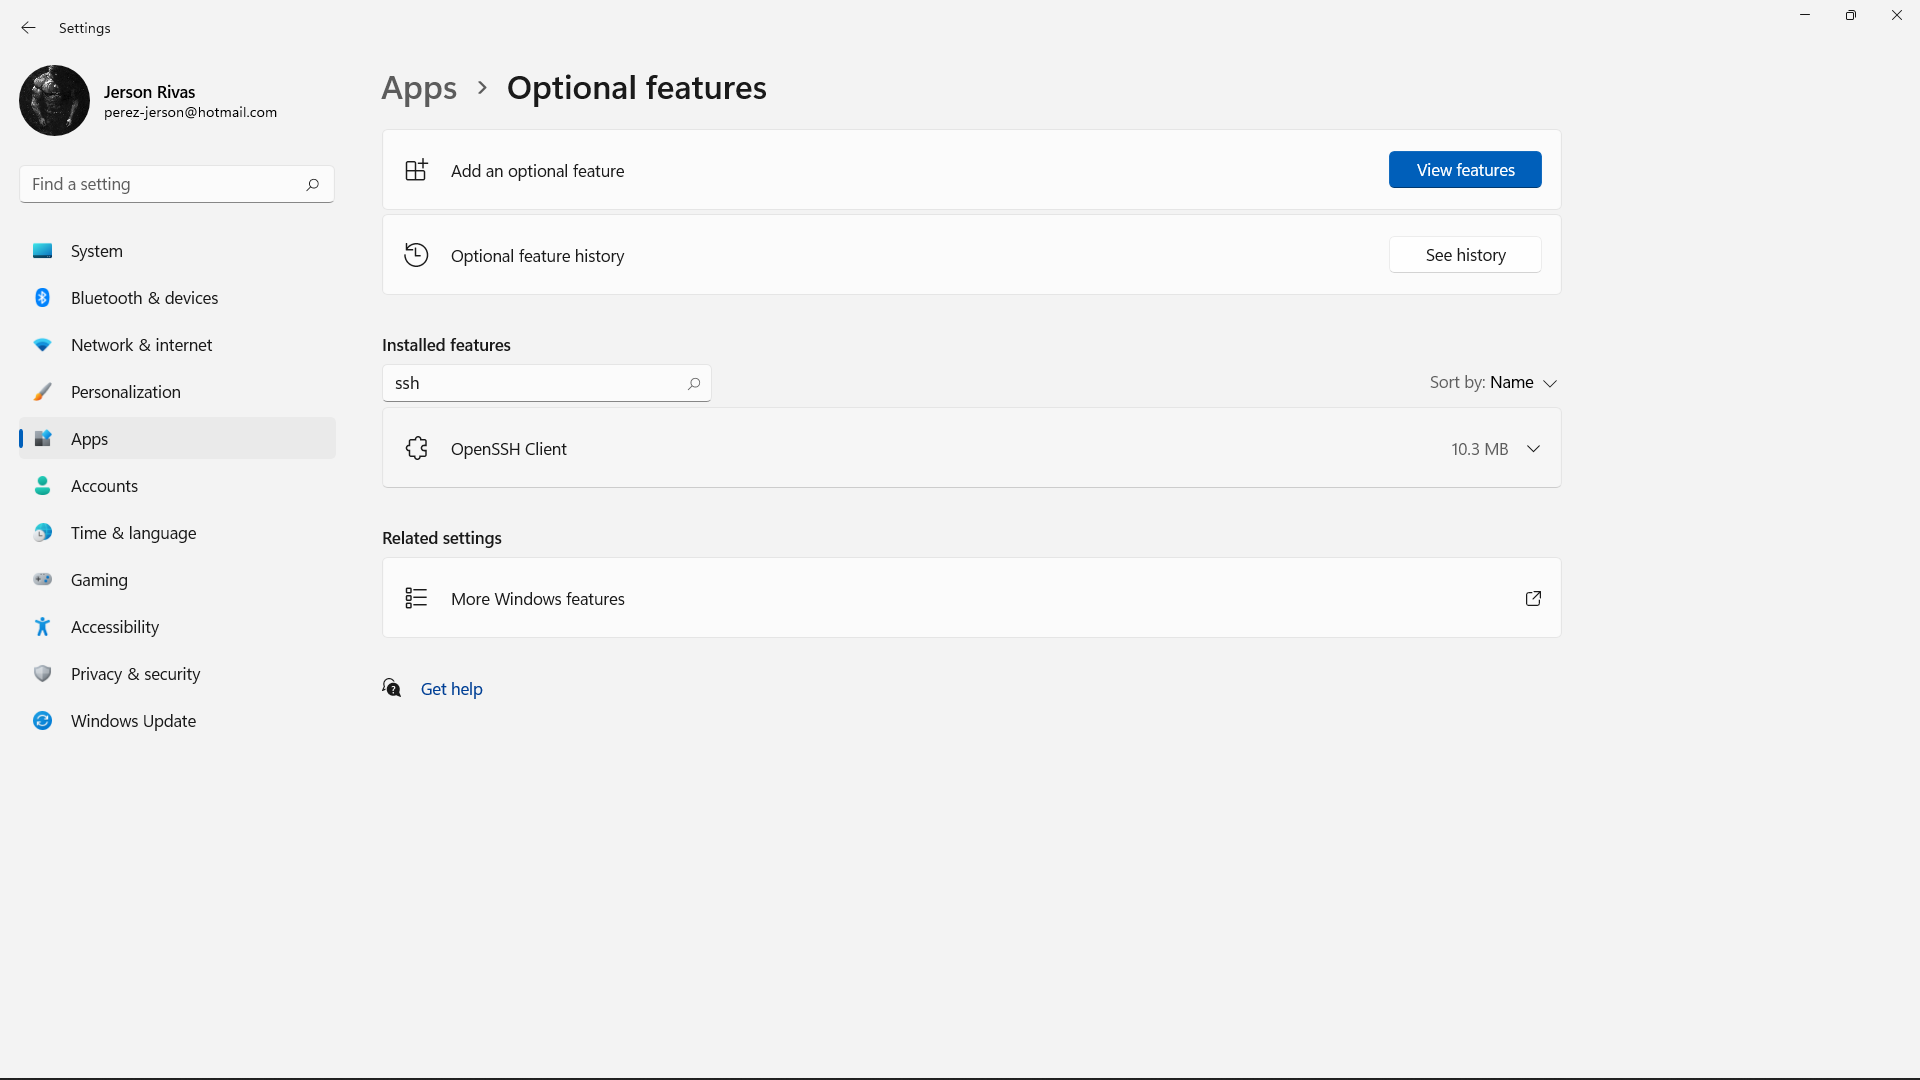 Settings
Jerson Rivas
perez-jerson@hotmail.com
Find a setting
System
Bluetooth & devices
Network & internet
Personalization
Apps
Accounts
Time & language
Gaming
Accessibility
Privacy & security
Windows Update
Apps > Optional features
Add an optional feature
View features
Optional feature history
See history
Installed features
ssh
Sort by: Name
OpenSSH Client
10.3 MB
Related settings
More Windows features
Get help